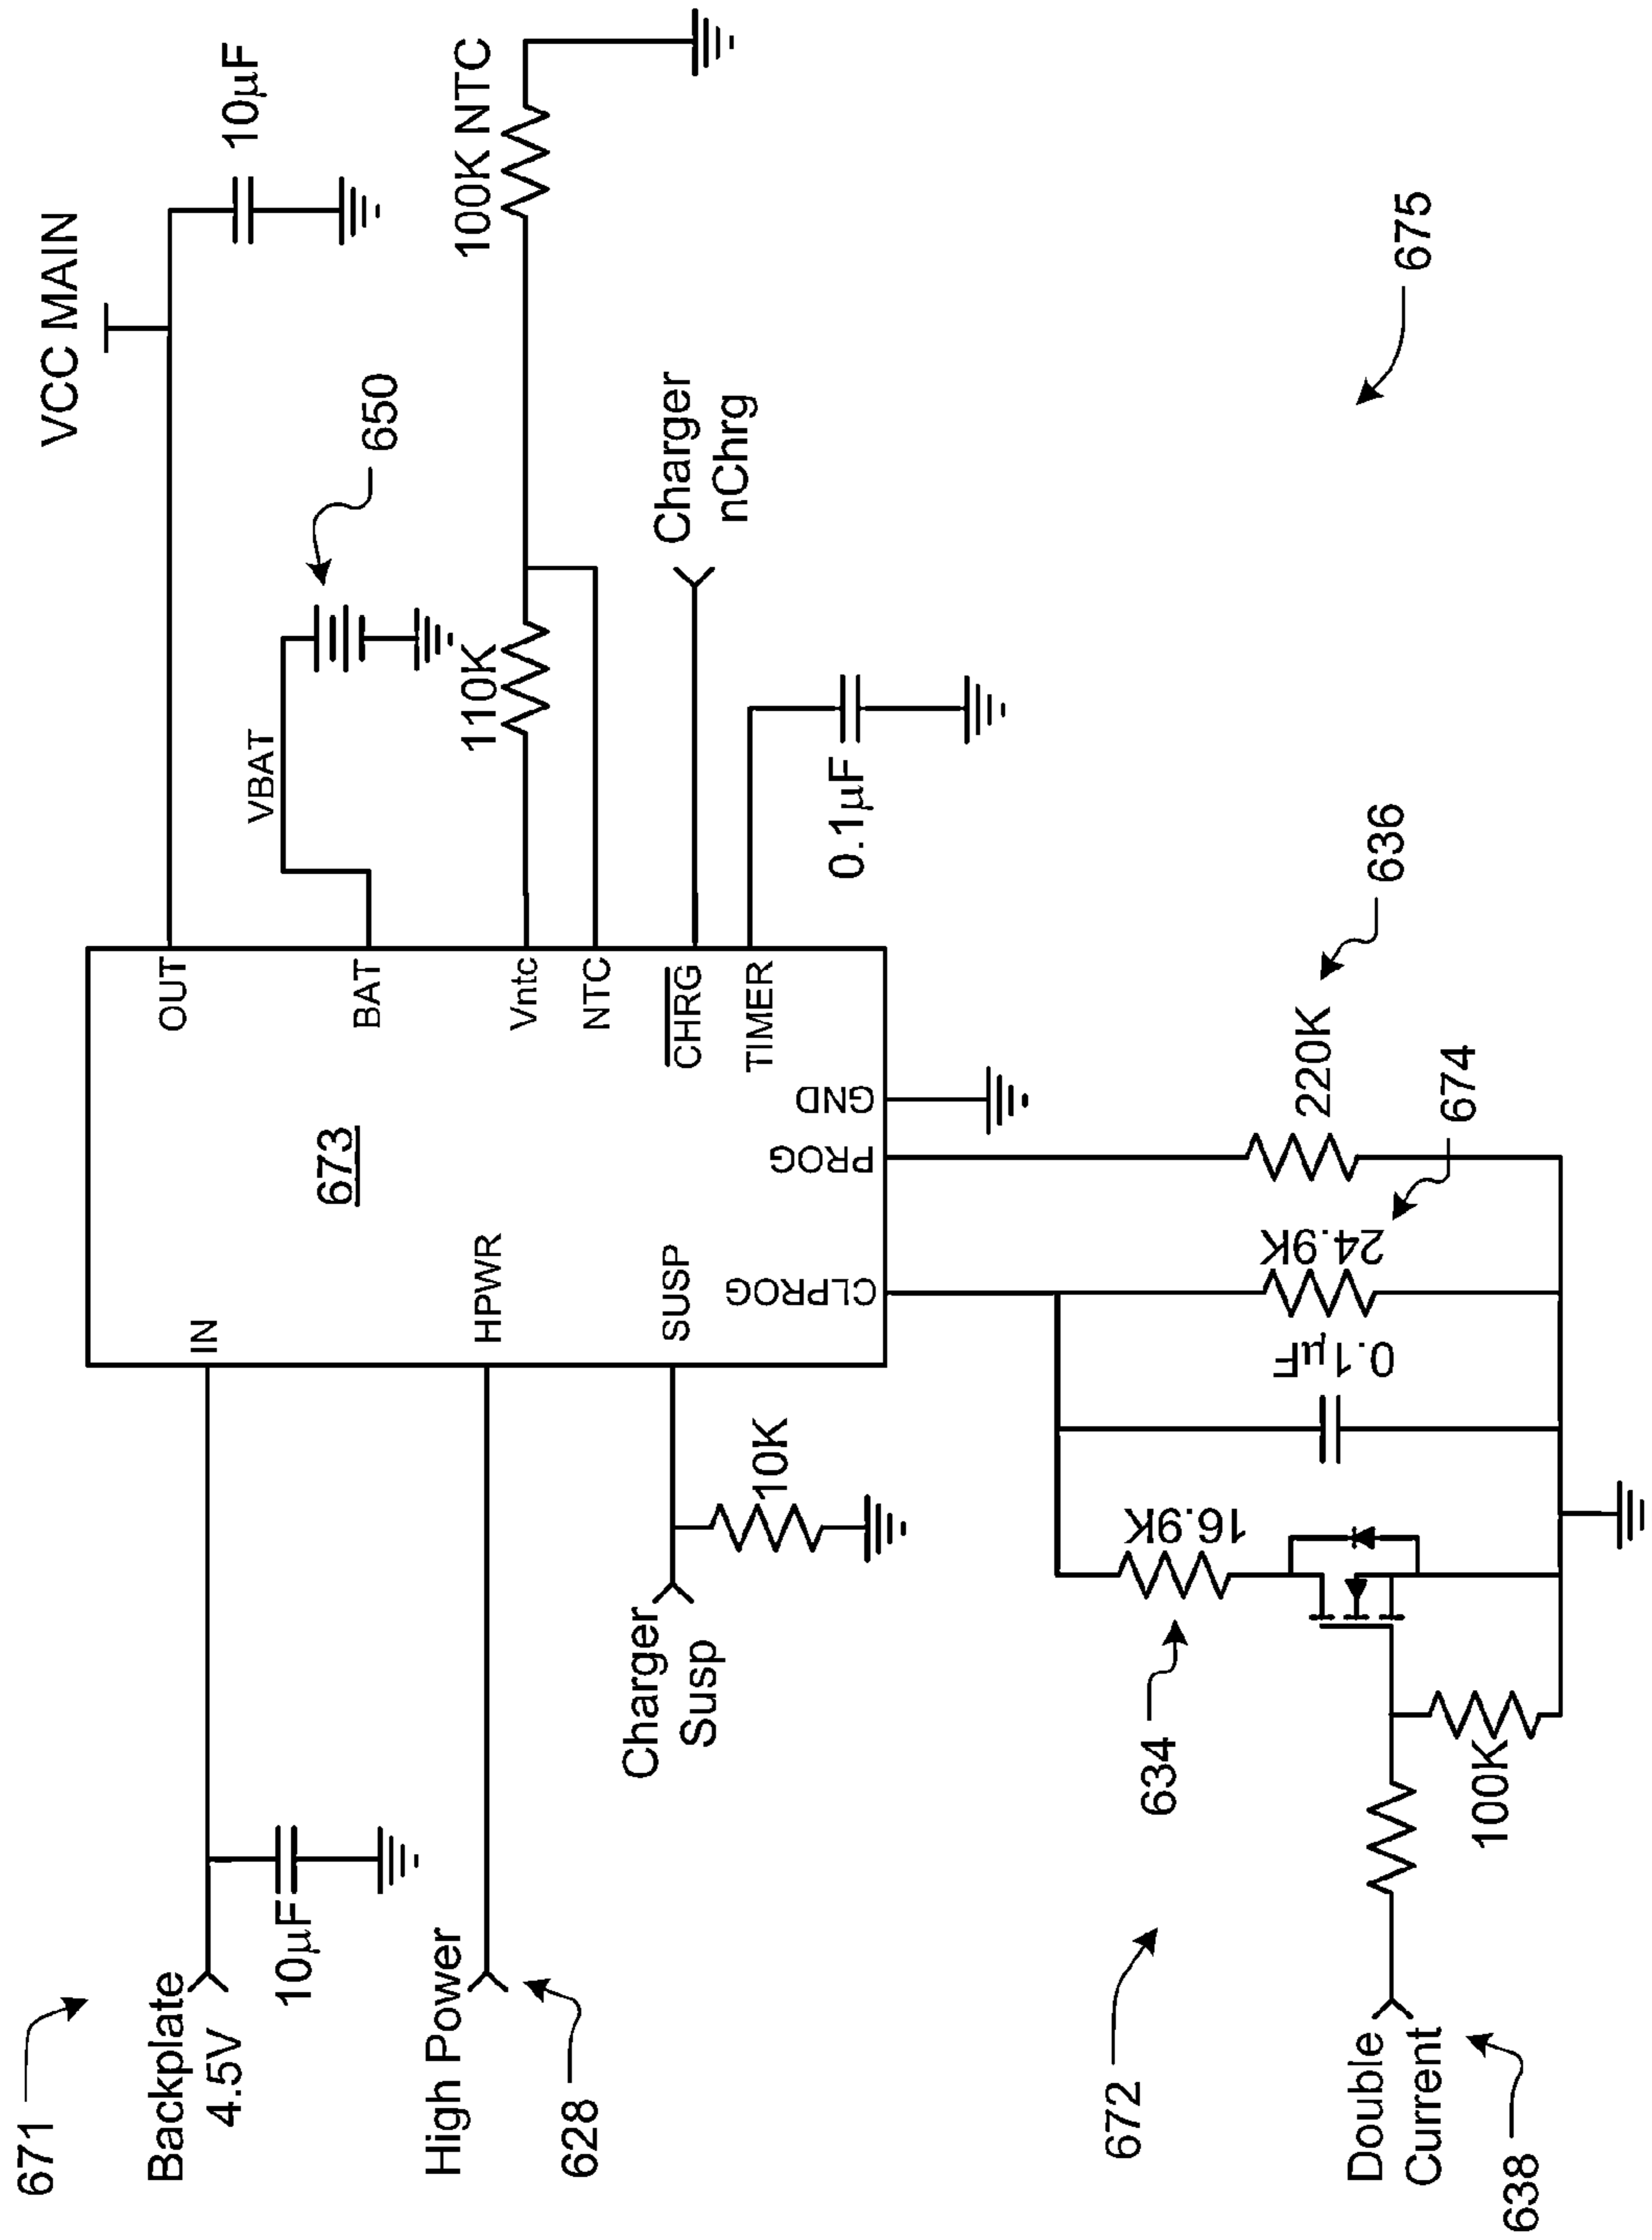 671
Backplate
4.5V
10μF
High Power
628
Charger
Susp
10K
IN
HPWR
SUSP
673
CLPROG
PROG
GND
OUT
BAT
Vntc
NTC
CHRG
TIMER
VCC MAIN
10μF
VBAT
650
110K
100K NTC
Charger
nChrg
0.1μF
675
672
634
16.9K
0.1μF
24.9K
674
220K
636
Double
Current
638
100K